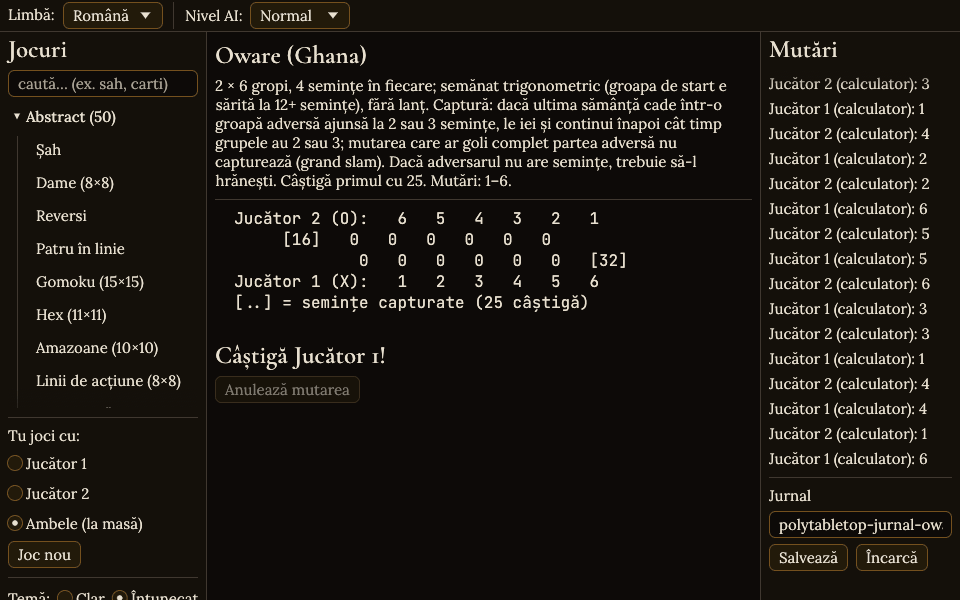 Limbă: Română ▼ Nivel AI: Normal ▼
Jocuri
caută... (ex. sah, carti)
▾ Abstract (50)
Șah
Dame (8×8)
Reversi
Patru în linie
Gomoku (15×15)
Hex (11×11)
Amazoane (10×10)
Linii de acțiune (8×8)
Tu joci cu:
Jucător 1
Jucător 2
Ambele (la masă)
Joc nou
Temă: Clar Întunecat
Oware (Ghana)
2 × 6 gropi, 4 semințe în fiecare; semănat trigonometric (groapa de start e
sărită la 12+ semințe), fără lanț. Captură: dacă ultima sămânță cade într-o
groapă adversă ajunsă la 2 sau 3 semințe, le iei și continui înapoi cât timp
grupele au 2 sau 3; mutarea care ar goli complet partea adversă nu
capturează (grand slam). Dacă adversarul nu are semințe, trebuie să-l
hrănești. Câștigă primul cu 25. Mutări: 1–6.
Jucător 2 (O): 6 5 4 3 2 1
[16] 0 0 0 0 0 0
0 0 0 0 0 0 [32]
Jucător 1 (X): 1 2 3 4 5 6
[..] = semințe capturate (25 câștigă)
Câștigă Jucător 1!
Anulează mutarea
Mutări
Jucător 2 (calculator): 3
Jucător 1 (calculator): 1
Jucător 2 (calculator): 4
Jucător 1 (calculator): 2
Jucător 2 (calculator): 2
Jucător 1 (calculator): 6
Jucător 2 (calculator): 5
Jucător 1 (calculator): 5
Jucător 2 (calculator): 6
Jucător 1 (calculator): 3
Jucător 2 (calculator): 3
Jucător 1 (calculator): 1
Jucător 2 (calculator): 4
Jucător 1 (calculator): 4
Jucător 2 (calculator): 1
Jucător 1 (calculator): 6
Jurnal
polytabletop-jurnal-ow
Salvează Încarcă